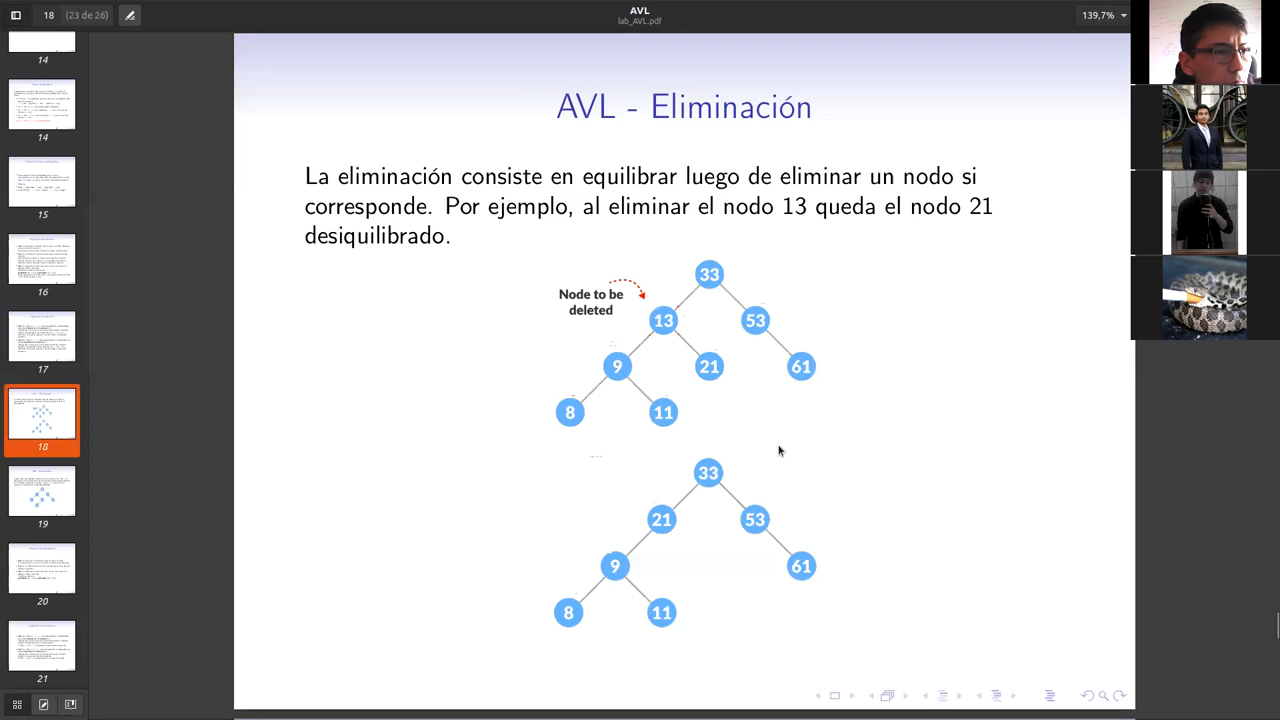 AVL
lab_AVL.pdf
18 (23 de 26)
139,7%
14
14
15
16
17
18
19
20
21
AVL - Eliminación
La eliminación consiste en equilibrar luego de eliminar un nodo si
corresponde. Por ejemplo, al eliminar el nodo 13 queda el nodo 21
desiquilibrado.
Node to be
deleted
33
13 53
9 21 61
8 11
33
21 53
9 61
8 11